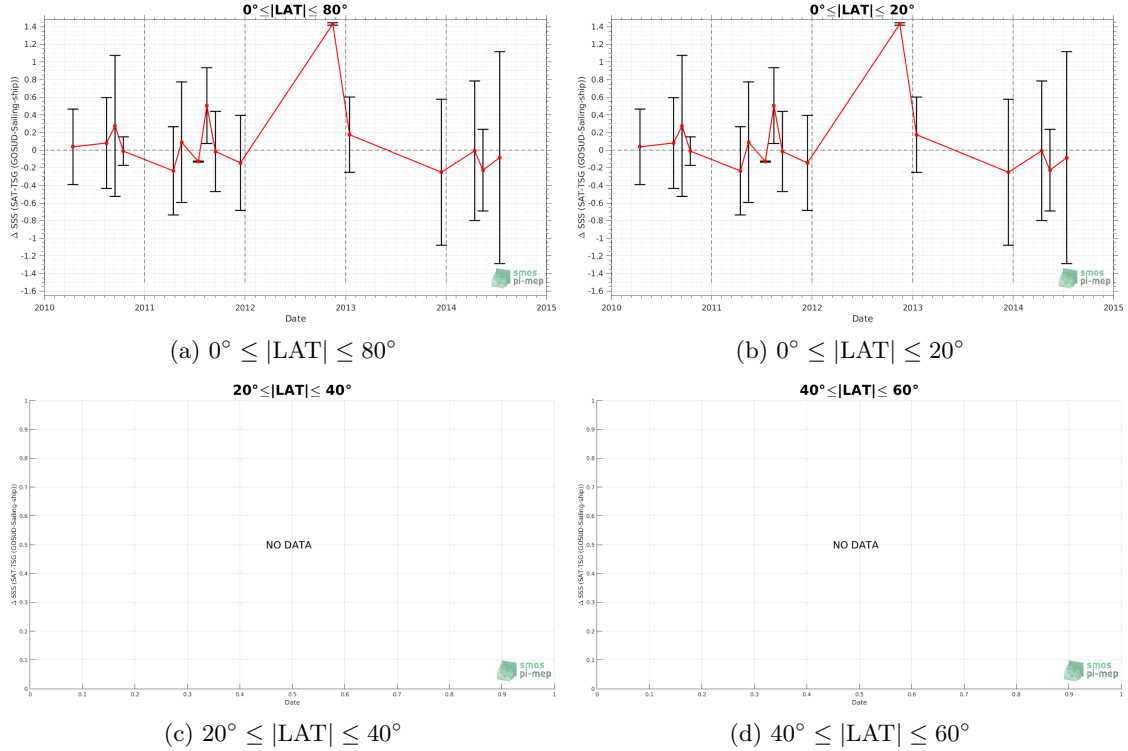 0°≤|LAT|≤ 80°
1.4
1.2
1
0.8
0.6
0.4
0.2
0
-0.2
-0.4
-0.6
-0.8
-1
-1.2
-1.4
-1.6
Δ SSS (SAT-TSG (GOSUD-Sailing-ship))
2010 2011 2012 2013 2014 2015
Date
smos
pi-mep
(a) 0° ≤ |LAT| ≤ 80°
0°≤|LAT|≤ 20°
1.4
1.2
1
0.8
0.6
0.4
0.2
0
-0.2
-0.4
-0.6
-0.8
-1
-1.2
-1.4
-1.6
Δ SSS (SAT-TSG (GOSUD-Sailing-ship))
2010 2011 2012 2013 2014 2015
Date
smos
pi-mep
(b) 0° ≤ |LAT| ≤ 20°
20°≤|LAT|≤ 40°
1
0.9
0.8
0.7
0.6
0.5
0.4
0.3
0.2
0.1
0
Δ SSS (SAT-TSG (GOSUD-Sailing-ship))
NO DATA
0 0.1 0.2 0.3 0.4 0.5 0.6 0.7 0.8 0.9 1
Date
smos
pi-mep
(c) 20° ≤ |LAT| ≤ 40°
40°≤|LAT|≤ 60°
1
0.9
0.8
0.7
0.6
0.5
0.4
0.3
0.2
0.1
0
Δ SSS (SAT-TSG (GOSUD-Sailing-ship))
NO DATA
0 0.1 0.2 0.3 0.4 0.5 0.6 0.7 0.8 0.9 1
Date
smos
pi-mep
(d) 40° ≤ |LAT| ≤ 60°